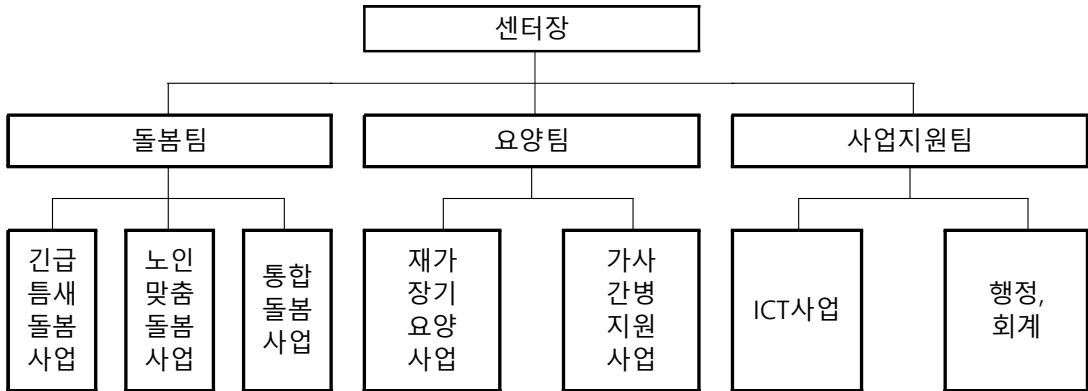 센터장
돌봄팀
요양팀
사업지원팀
긴급
틈새
돌봄
사업
노인
맞춤
돌봄
사업
통합
돌봄
사업
재가
장기
요양
사업
가사
간병
지원
사업
ICT사업
행정,
회계